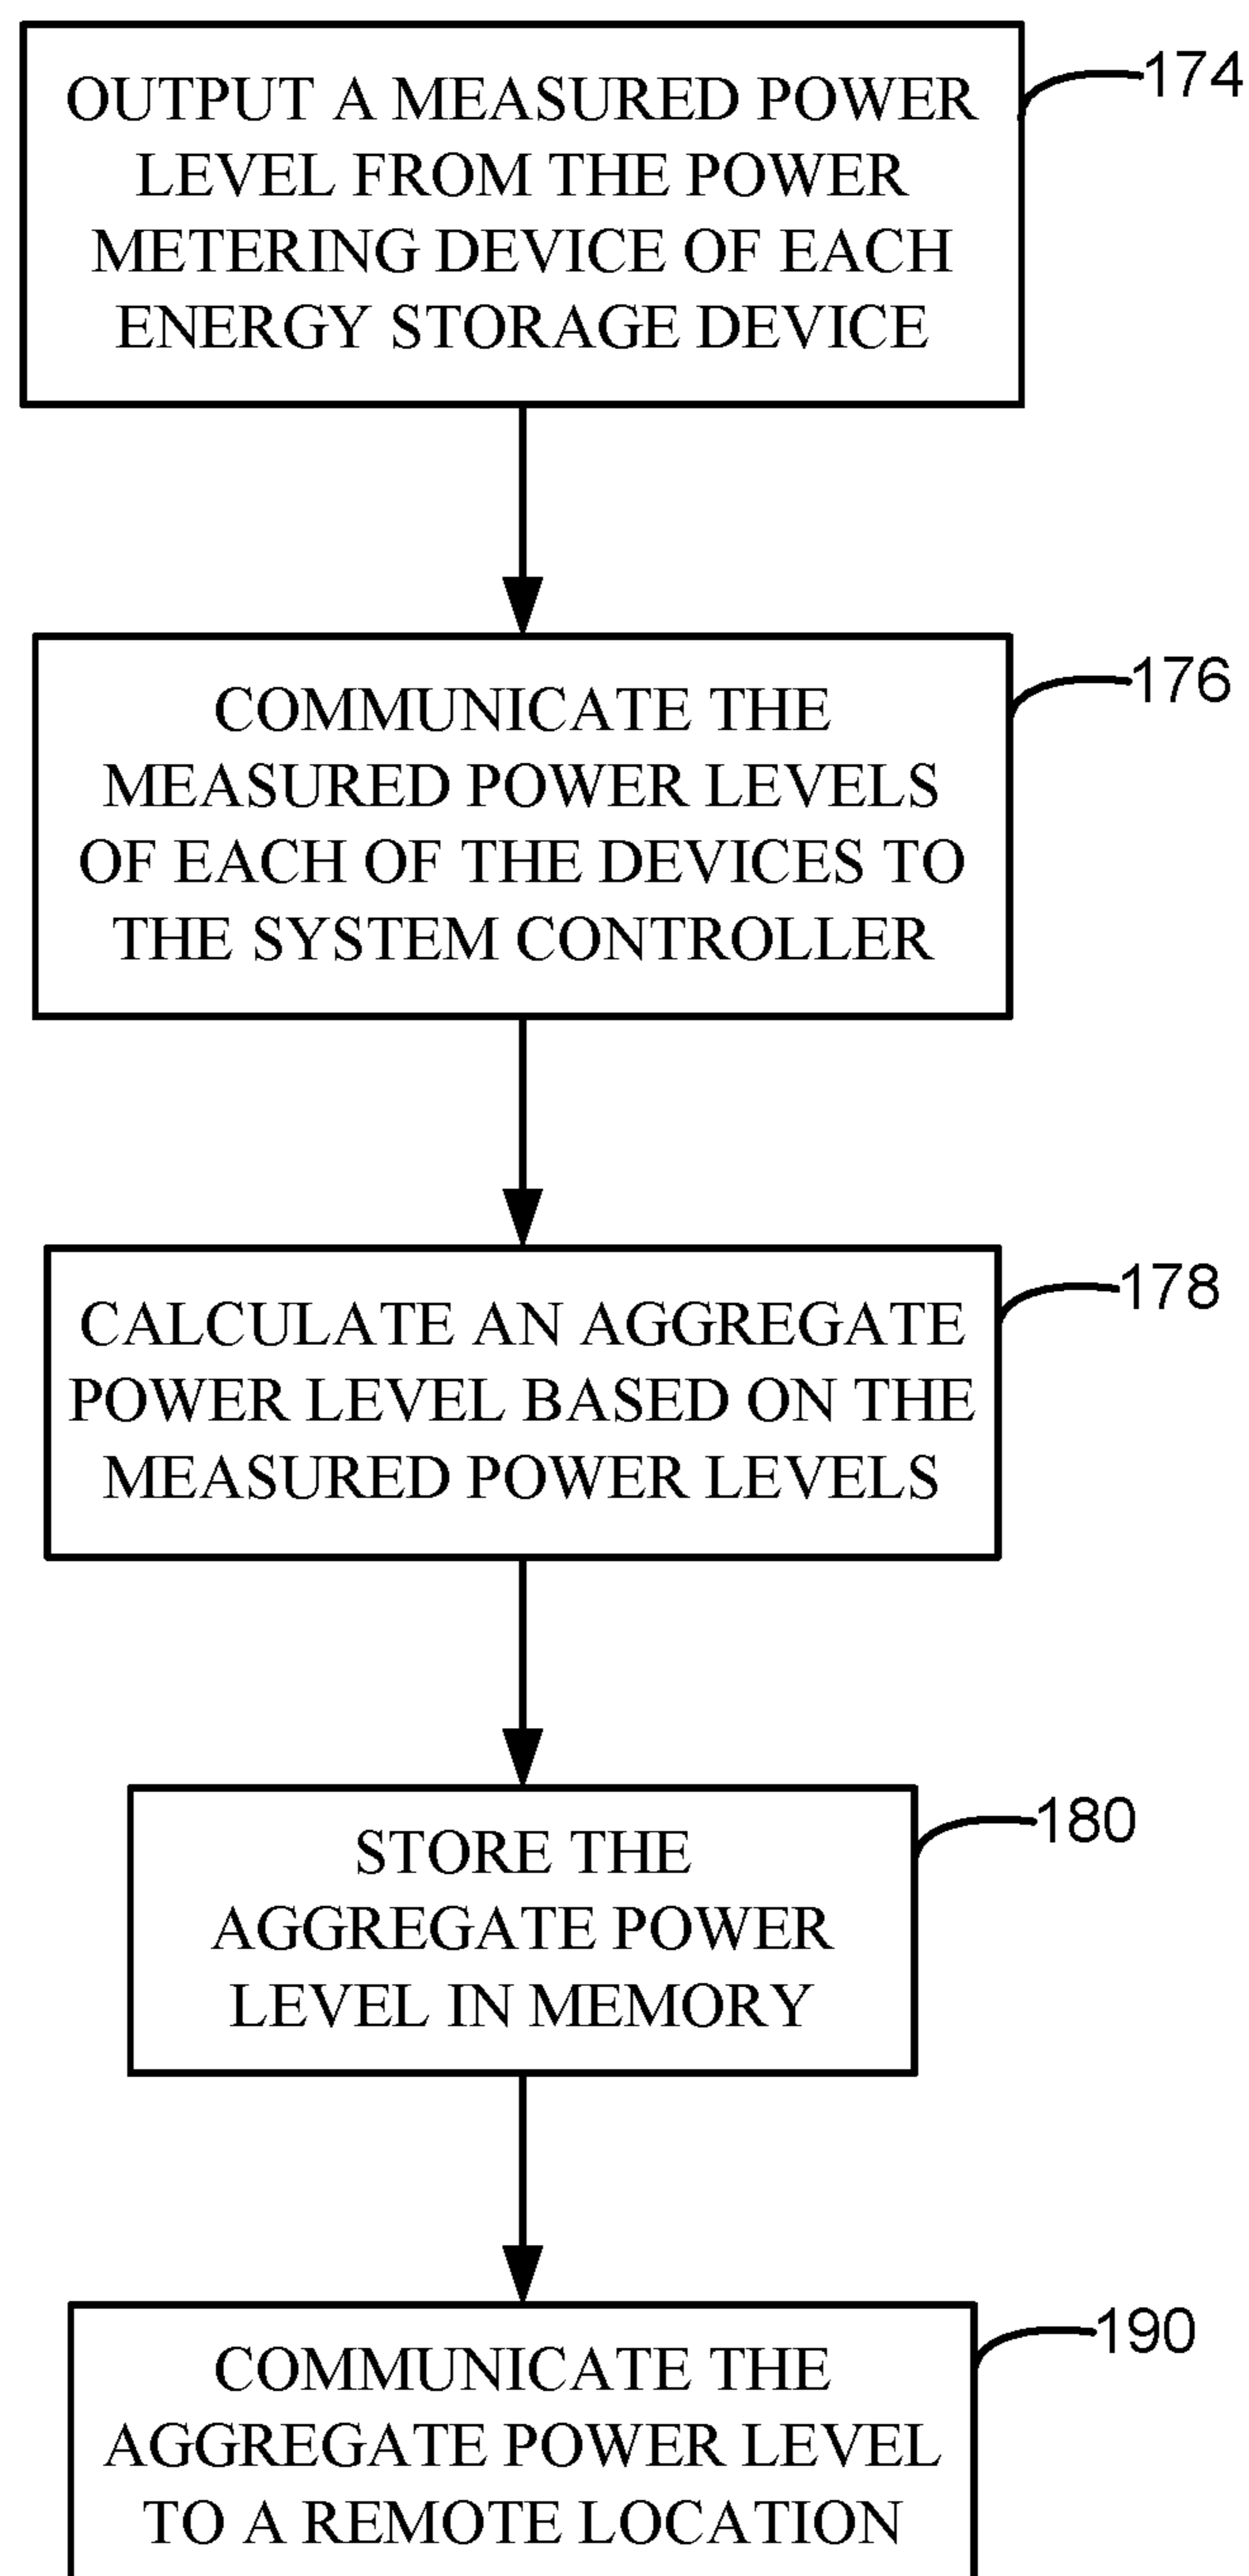 OUTPUT A MEASURED POWER
LEVEL FROM THE POWER
METERING DEVICE OF EACH
ENERGY STORAGE DEVICE
174
COMMUNICATE THE
MEASURED POWER LEVELS
OF EACH OF THE DEVICES TO
THE SYSTEM CONTROLLER
176
CALCULATE AN AGGREGATE
POWER LEVEL BASED ON THE
MEASURED POWER LEVELS
178
STORE THE
AGGREGATE POWER
LEVEL IN MEMORY
180
COMMUNICATE THE
AGGREGATE POWER LEVEL
TO A REMOTE LOCATION
190